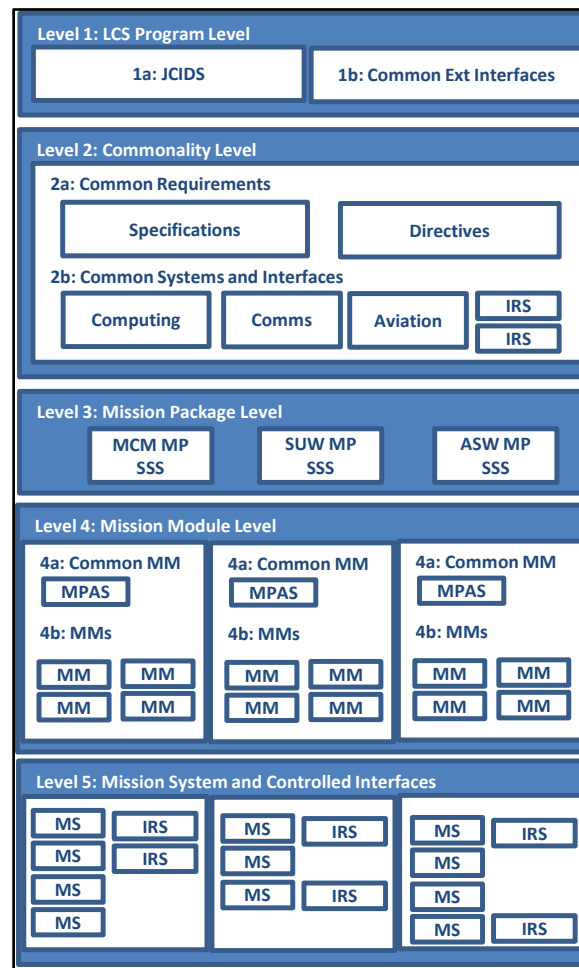 Level 1: LCS Program Level
1a: JCIDS
1b: Common Ext Interfaces
Level 2: Commonality Level
2a: Common Requirements
Specifications
Directives
2b: Common Systems and Interfaces
Computing
Comms
Aviation
IRS
IRS
Level 3: Mission Package Level
MCM MP
SSS
SUW MP
SSS
ASW MP
SSS
Level 4: Mission Module Level
4a: Common MM
MPAS
4b: MMs
MM MM
MM MM
4a: Common MM
MPAS
4b: MMs
MM MM
MM MM
4a: Common MM
MPAS
4b: MMs
MM MM
MM MM
Level 5: Mission System and Controlled Interfaces
MS IRS
MS IRS
MS
MS
MS IRS
MS
MS IRS
MS IRS
MS
MS
MS IRS